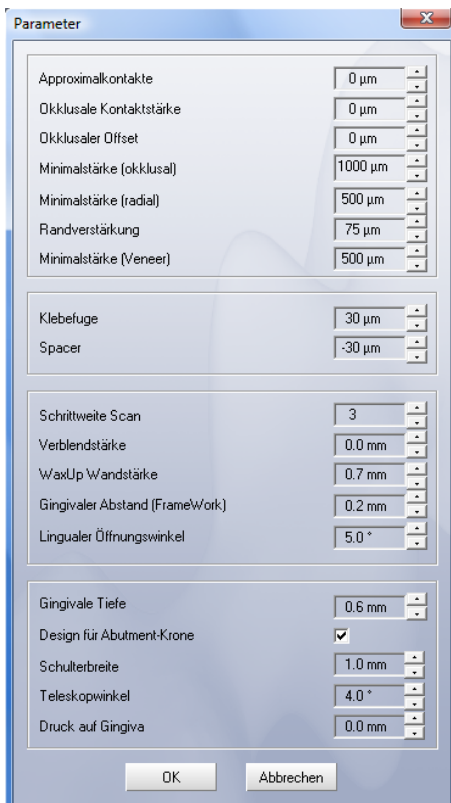 Parameter
Approximalkontakte 0 µm
Okklusale Kontaktstärke 0 µm
Okklusaler Offset 0 µm
Minimalstärke (okklusal) 1000 µm
Minimalstärke (radial) 500 µm
Randverstärkung 75 µm
Minimalstärke (Veneer) 500 µm
Klebefuge 30 µm
Spacer -30 µm
Schrittweite Scan 3
Verblendstärke 0.0 mm
WaxUp Wandstärke 0.7 mm
Gingivaler Abstand (FrameWork) 0.2 mm
Lingualer Öffnungswinkel 5.0 °
Gingivale Tiefe 0.6 mm
Design für Abutment-Krone
Schulterbreite 1.0 mm
Teleskopwinkel 4.0 °
Druck auf Gingiva 0.0 mm
OK Abbrechen